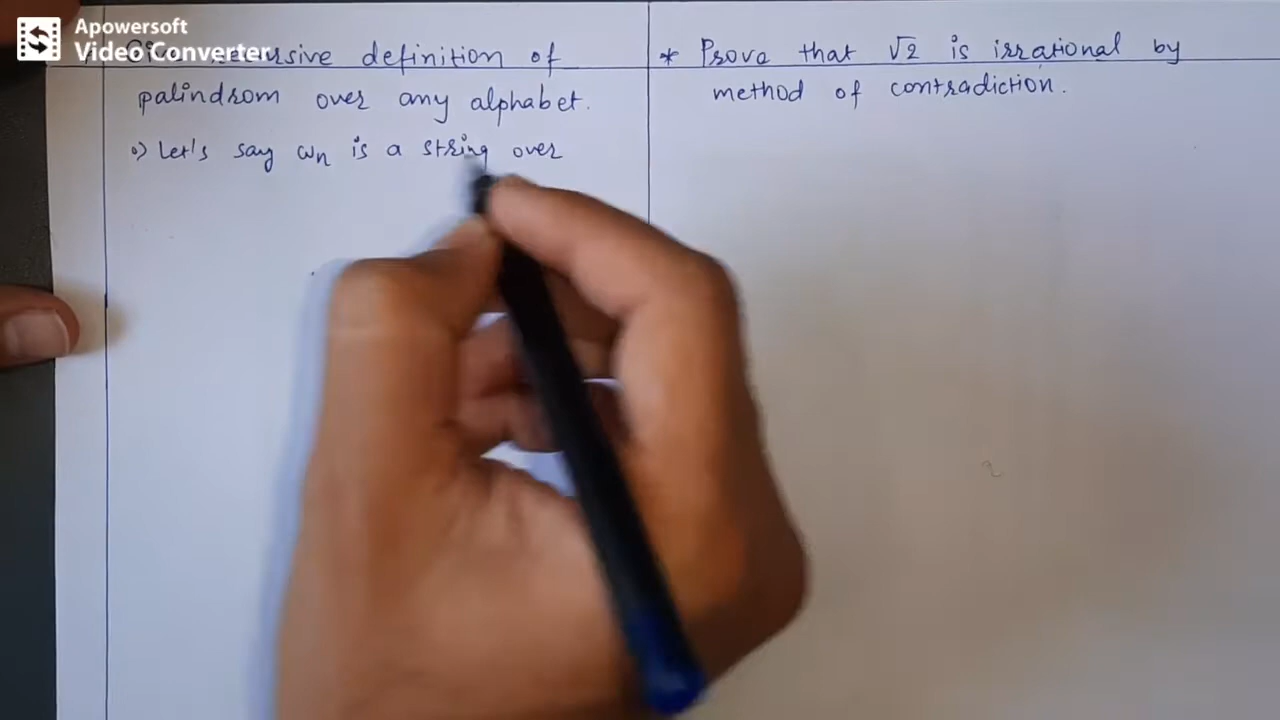 Apowersoft
Video Converter
recursive definition of
palindrom over any alphabet.
Let's say wn is a string over
* Prove that √2 is irrational by
method of contradiction.